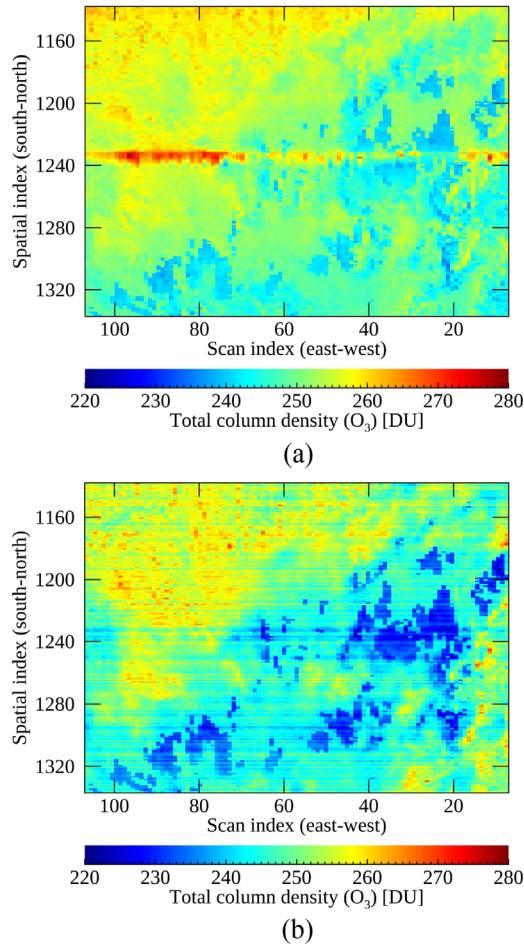 1160
1200
1240
1280
1320
Spatial index (south-north)
100 80 60 40 20
Scan index (east-west)
220 230 240 250 260 270 280
Total column density (O₃) [DU]
(a)
1160
1200
1240
1280
1320
Spatial index (south-north)
100 80 60 40 20
Scan index (east-west)
220 230 240 250 260 270 280
Total column density (O₃) [DU]
(b)